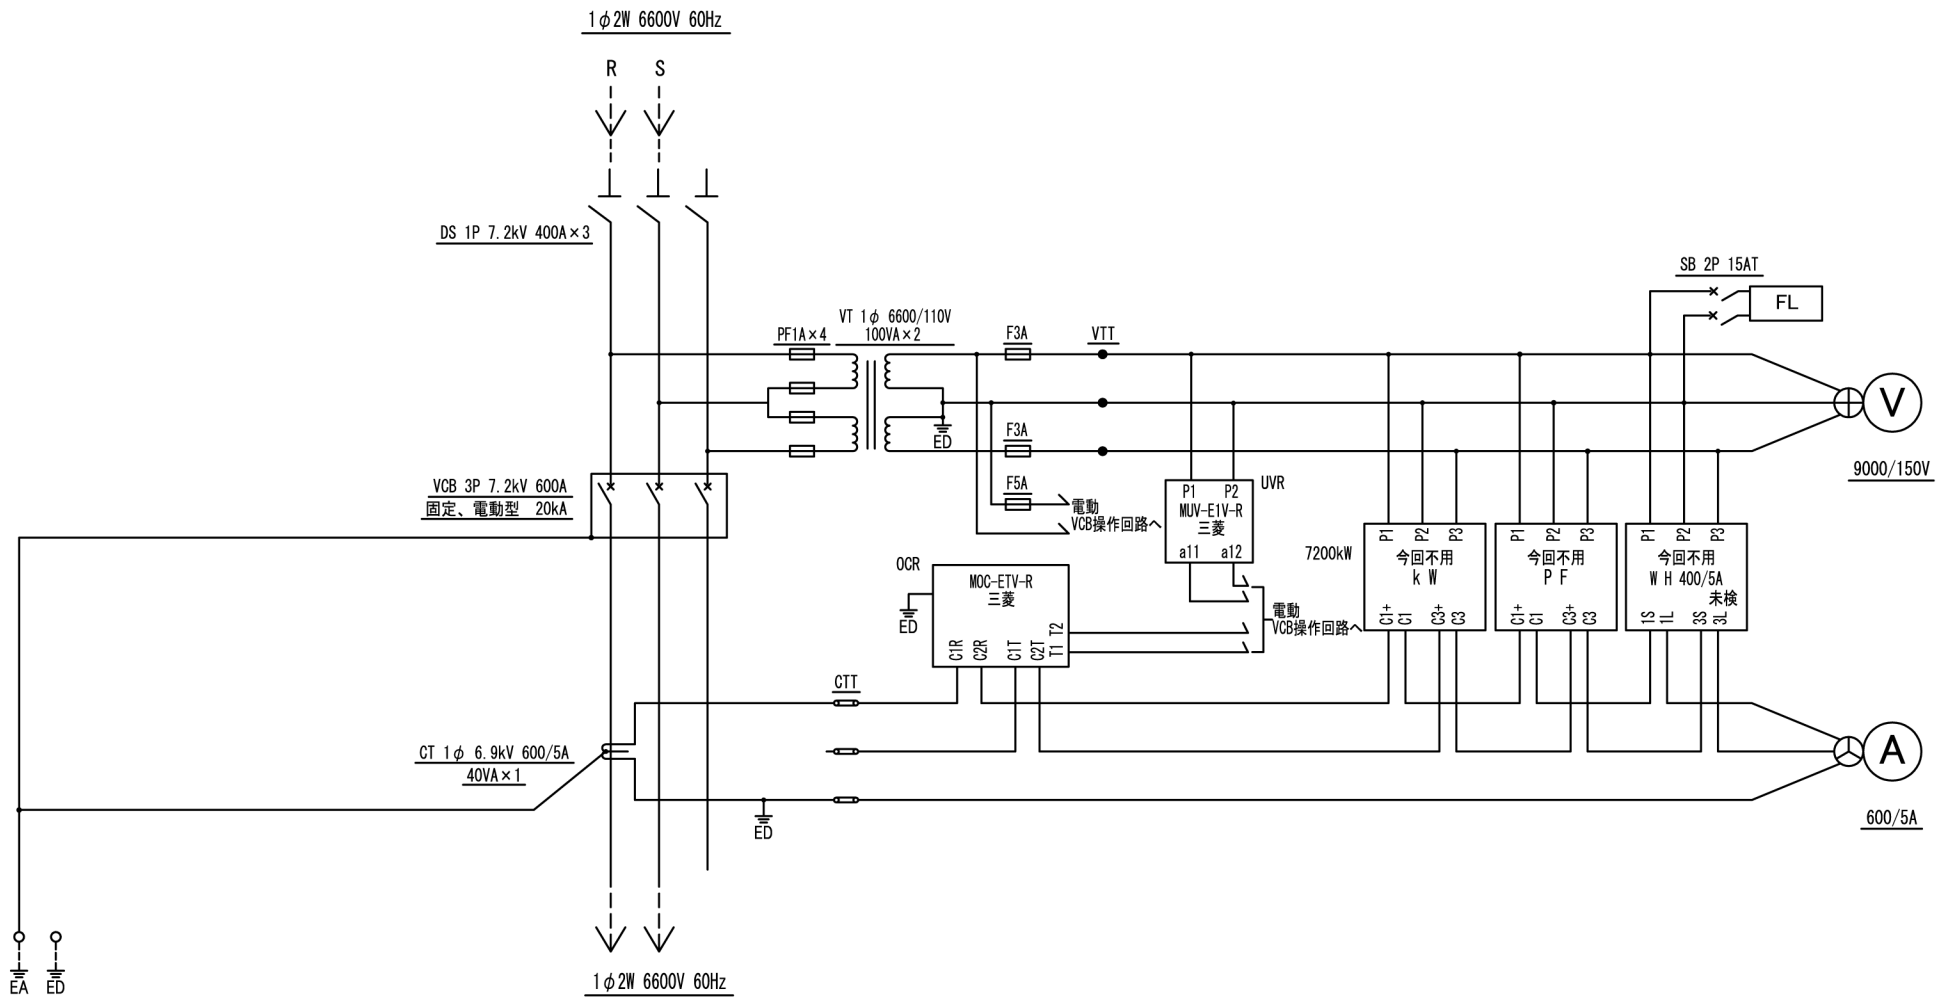 1φ2W 6600V 60Hz
R S
DS 1P 7.2kV 400A×3
SB 2P 15AT
FL
VT 1φ 6600/110V
100VA×2
PF1A×4
F3A
VTT
V
9000/150V
F3A
ED
VCB 3P 7.2kV 600A
固定、電動型 20kA
F5A
電動
VCB操作回路へ
UVR
P1 P2
MUV-E1V-R
三菱
a11 a12
OCR
MOC-ETV-R
三菱
ED
C1R C2R C1T C2T T1 T2
電動
VCB操作回路へ
7200kW
P1 P2 P3
今回不用
kW
C1+ C1 C3+ C3
P1 P2 P3
今回不用
PF
C1+ C1 C3+ C3
P1 P2 P3
今回不用
WH 400/5A
未検
1S 1L 3S 3L
CTT
CT 1φ 6.9kV 600/5A
40VA×1
A
600/5A
ED
EA ED
1φ2W 6600V 60Hz